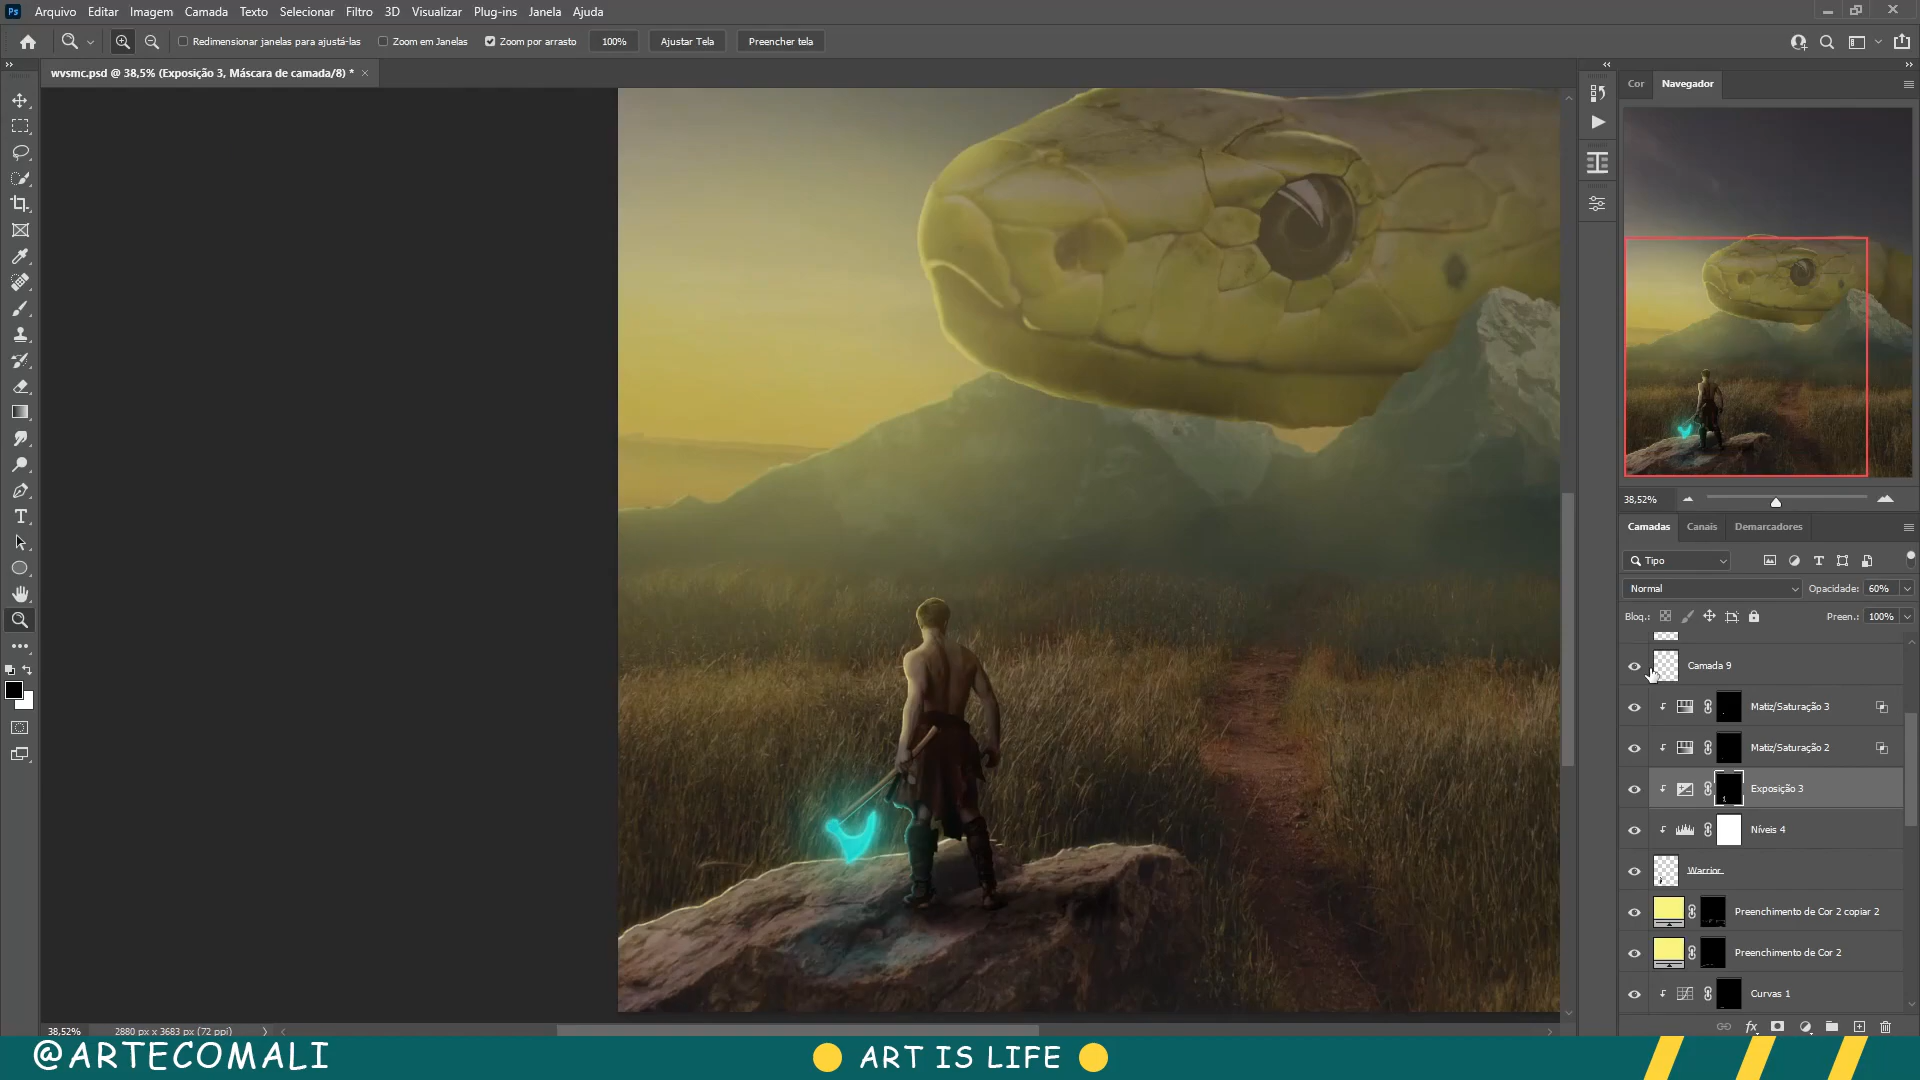 Ps Arquivo Editar Imagem Camada Texto Selecionar Filtro 3D Visualizar Plug-ins Janela Ajuda
Redimensionar janelas para ajustá-las Zoom em Janelas Zoom por arrasto 100% Ajustar Tela Preencher tela
wvsmc.psd @ 38,5% (Exposição 3, Máscara de camada/8) *
Cor Navegador
38,52%
Camadas Canais Demarcadores
Tipo
Normal Opacidade: 60%
Bloq.: Preen.: 100%
Camada 9
Matiz/Saturação 3
Matiz/Saturação 2
Exposição 3
Níveis 4
Warrior
Preenchimento de Cor 2 copiar 2
Preenchimento de Cor 2
Curvas 1
fx
38,52% 2880 px x 3683 px (72 ppi)
@ARTECOMALI ART IS LIFE